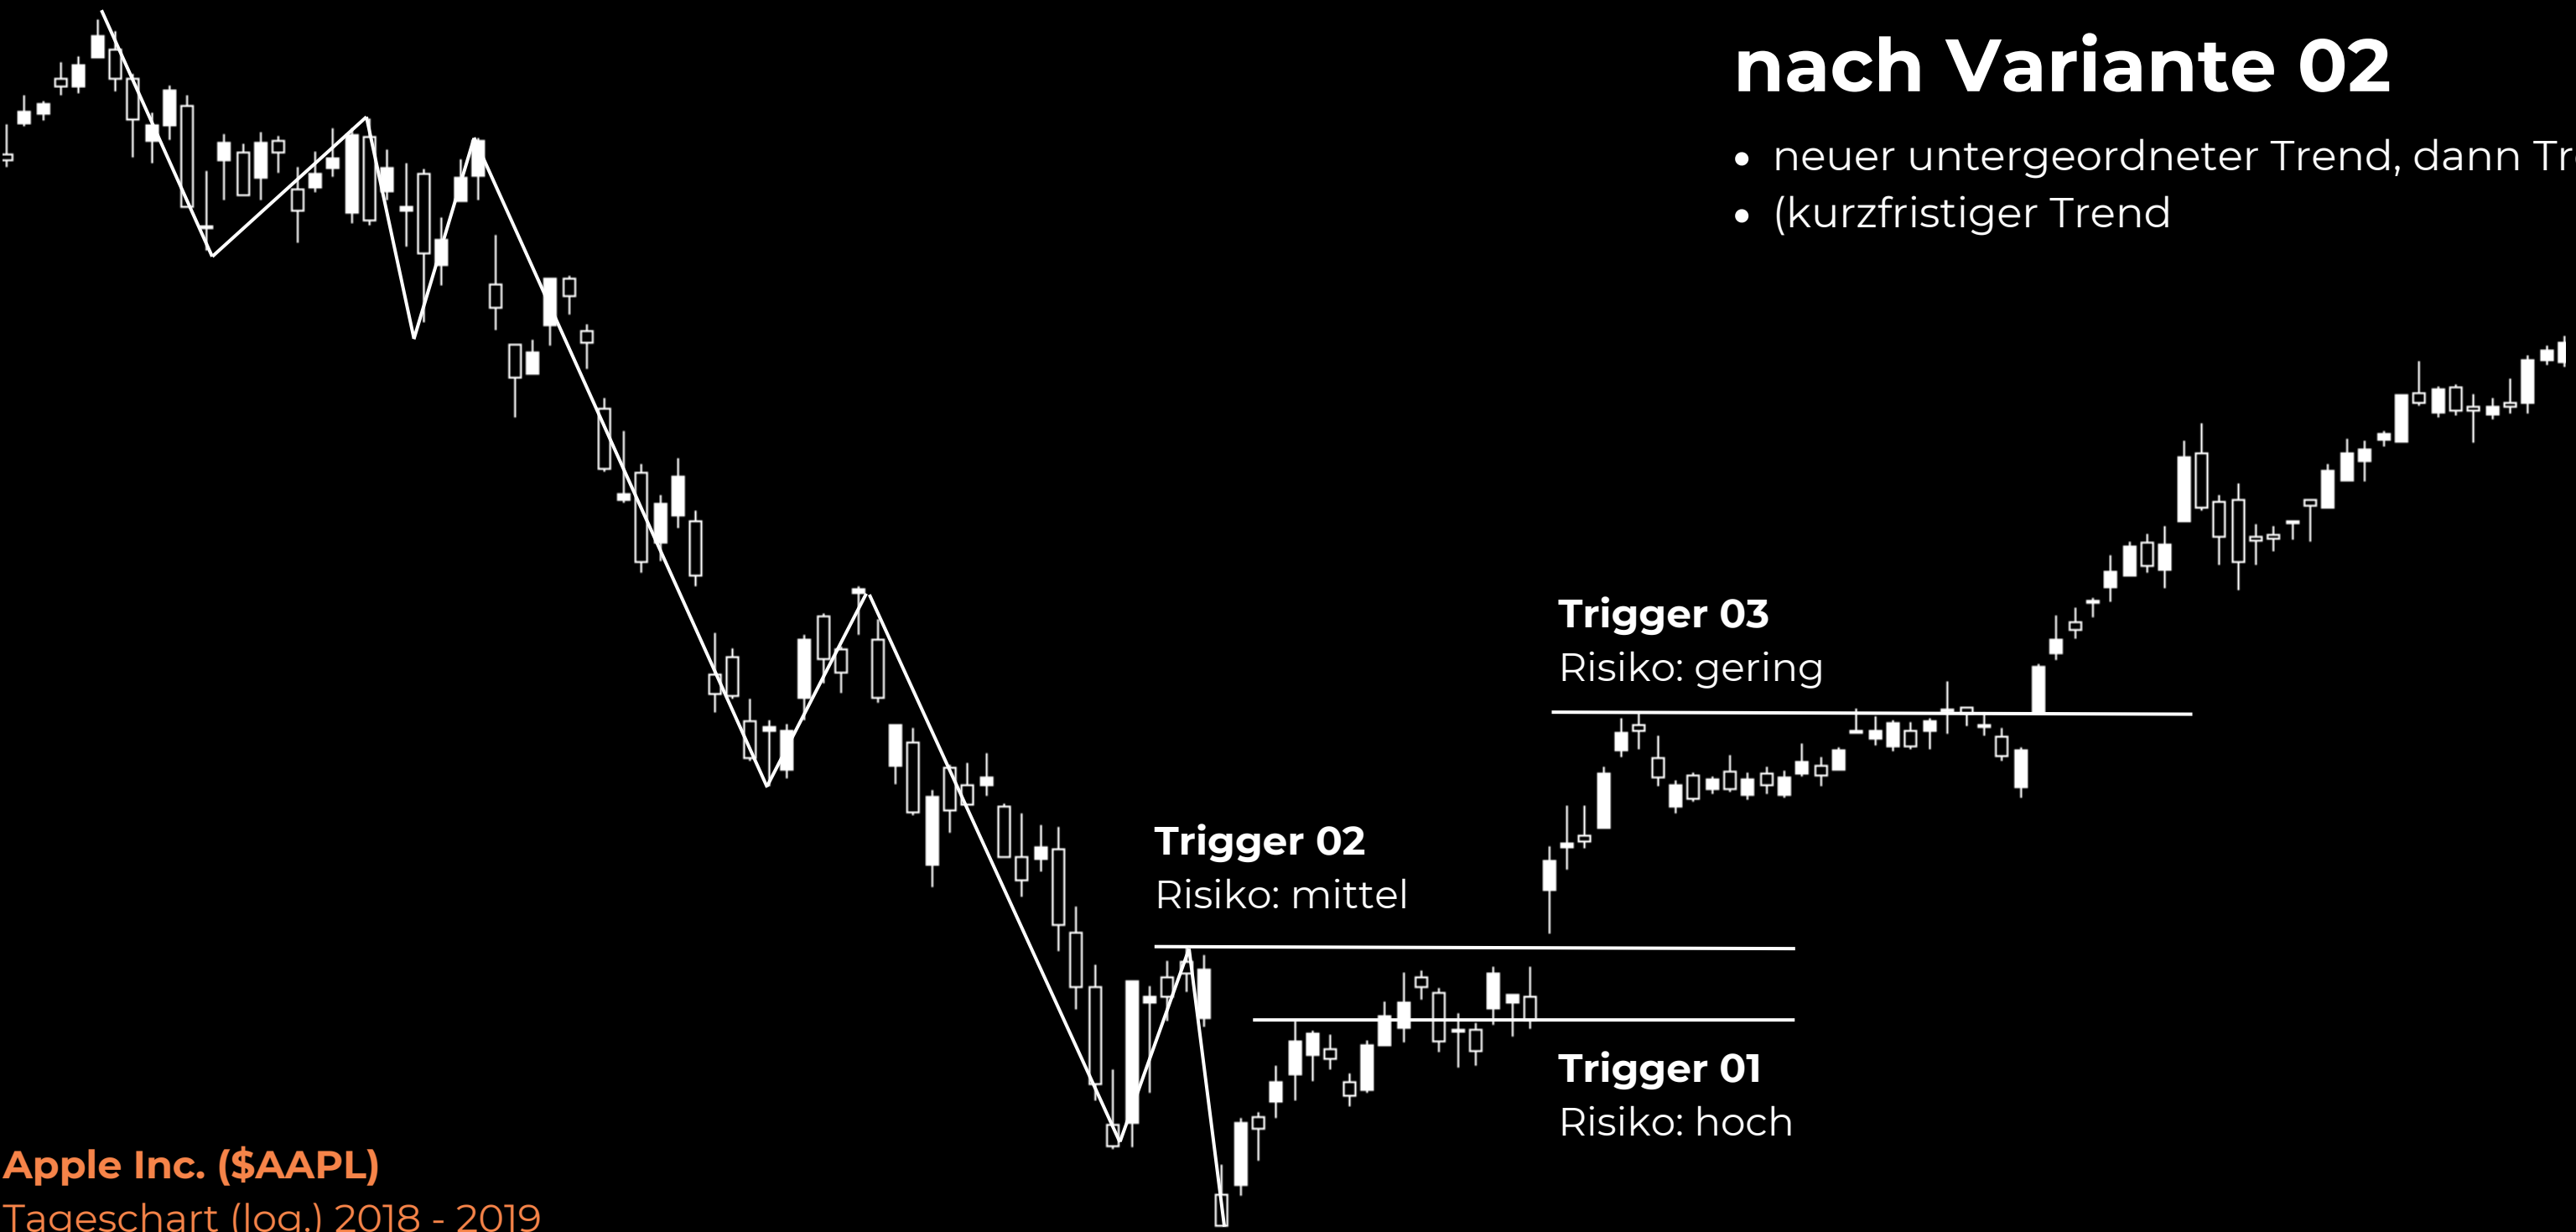 nach Variante 02
• neuer untergeordneter Trend, dann Tr
• (kurzfristiger Trend
Trigger 03
Risiko: gering
Trigger 02
Risiko: mittel
Trigger 01
Risiko: hoch
Apple Inc. ($AAPL)
Tageschart (log.) 2018 - 2019